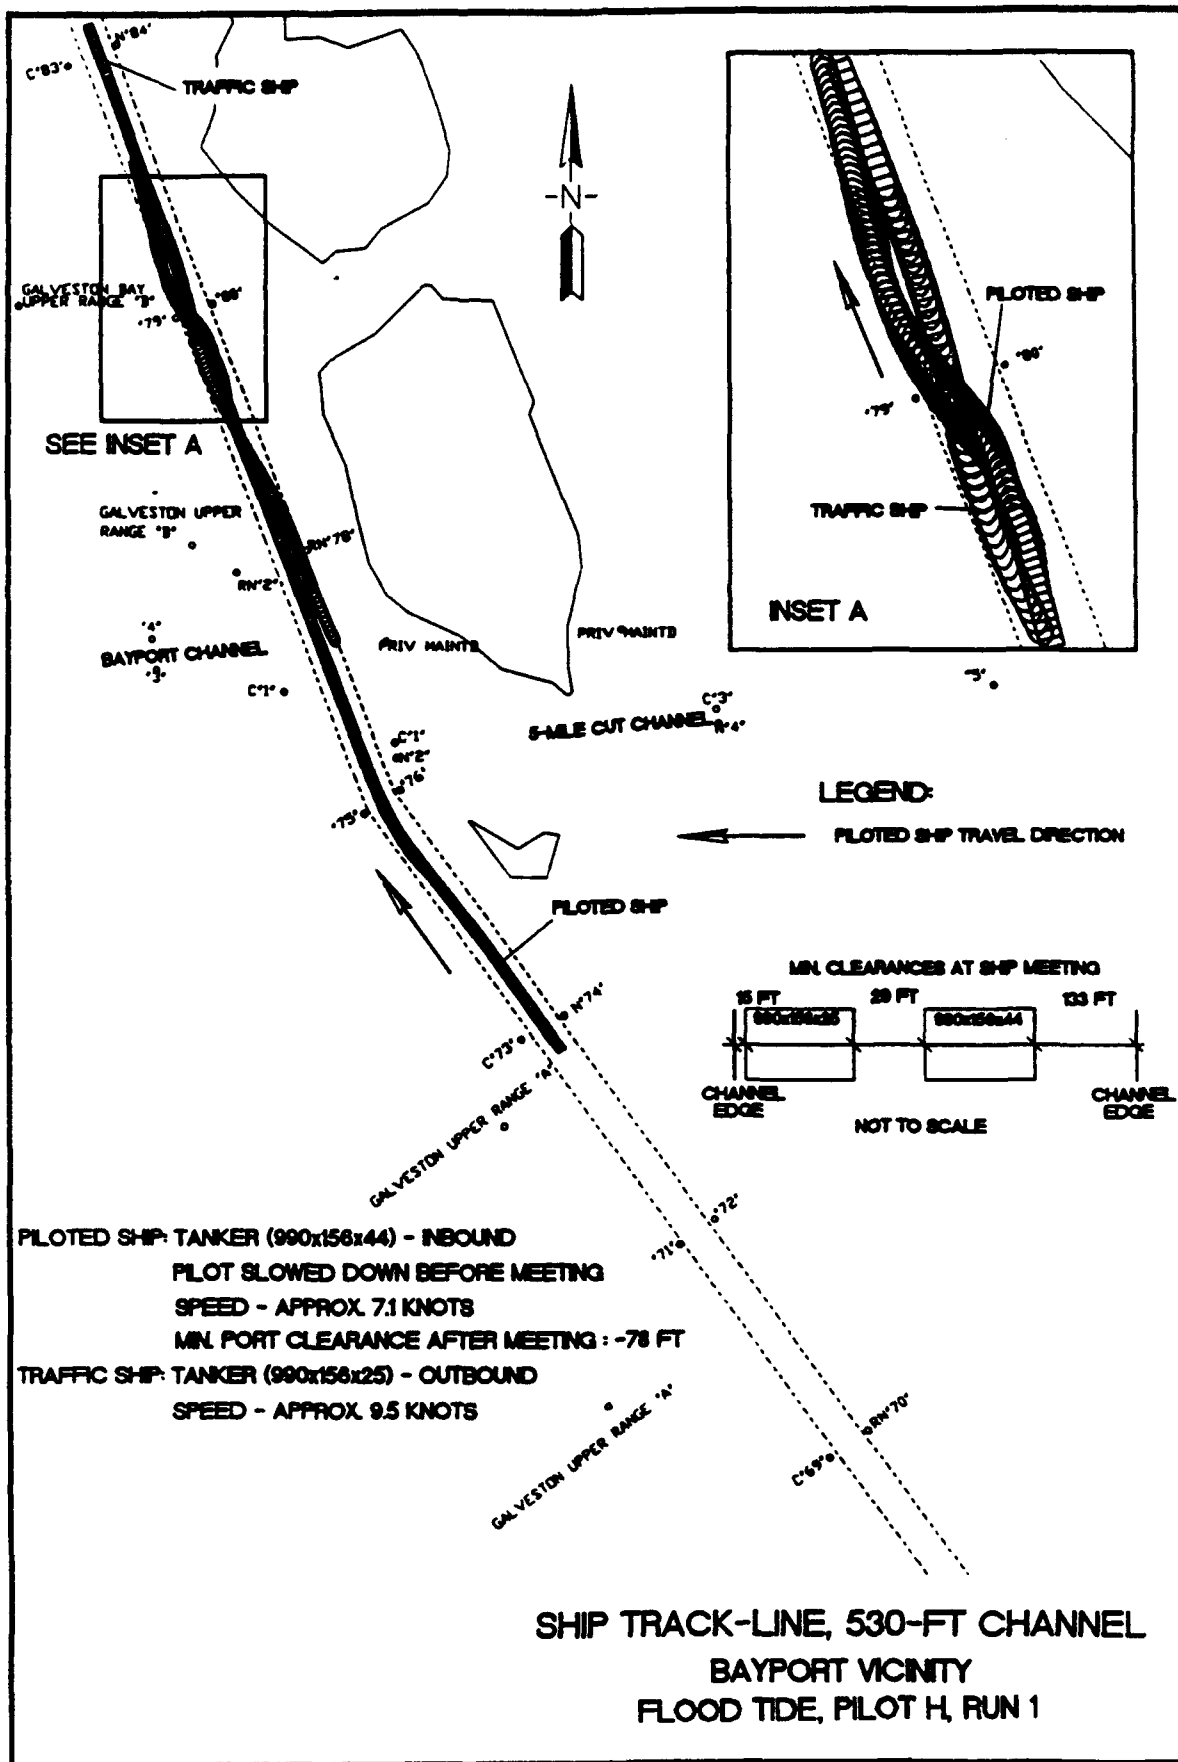 N"84"
C"83"
TRAFFIC SHIP
-N-
GALVESTON BAY
UPPER RANGE "B"
"79"
SEE INSET A
GALVESTON UPPER
RANGE "B"
RN"78"
RN"2"
"4"
BAYPORT CHANNEL
"3"
C"1"
PRIV MAINTD
PRIV MAINTD
5-MILE CUT CHANNEL
C"3"
R"4"
C"1"
N"2"
"76"
"75"
PILOTED SHIP
"80"
"79"
TRAFFIC SHIP
INSET A
"5"
LEGEND:
PILOTED SHIP TRAVEL DIRECTION
PILOTED SHIP
N"74"
C"73"
GALVESTON UPPER RANGE "A"
MIN. CLEARANCES AT SHIP MEETING
15 FT
29 FT
133 FT
990x156x25
990x156x44
CHANNEL
EDGE
CHANNEL
EDGE
NOT TO SCALE
"72"
"71"
PILOTED SHIP: TANKER (990x156x44) - INBOUND
PILOT SLOWED DOWN BEFORE MEETING
SPEED - APPROX. 7.1 KNOTS
MIN. PORT CLEARANCE AFTER MEETING : -78 FT
TRAFFIC SHIP: TANKER (990x156x25) - OUTBOUND
SPEED - APPROX. 9.5 KNOTS
GALVESTON UPPER RANGE "A"
RN"70"
C"69"
SHIP TRACK-LINE, 530-FT CHANNEL
BAYPORT VICINITY
FLOOD TIDE, PILOT H, RUN 1